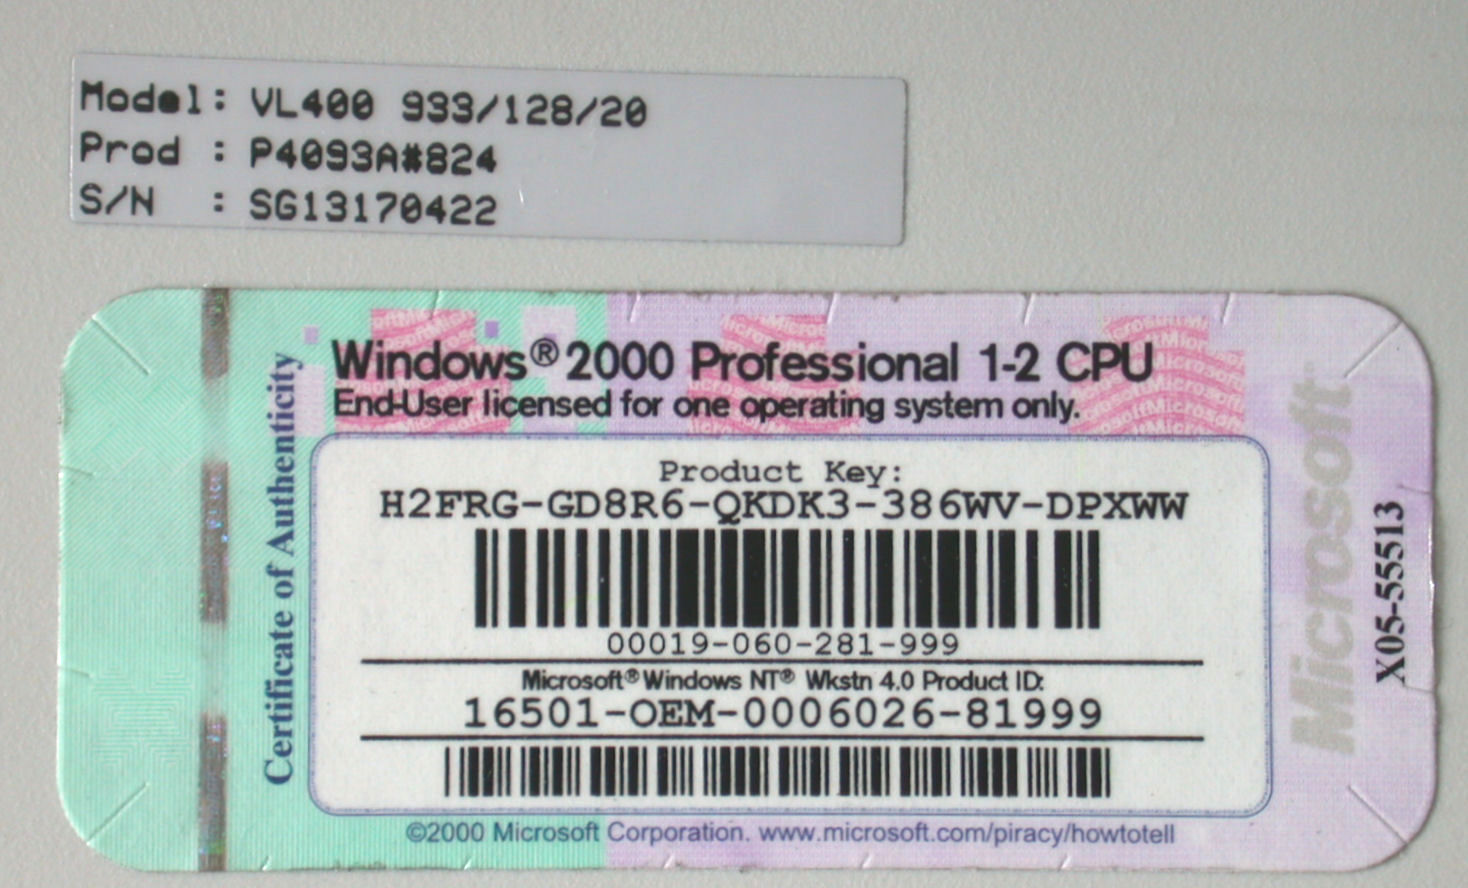 Model: VL400 933/128/20
Prod : P4093A#824
S/N : SG13170422
Certificate of Authenticity
Windows® 2000 Professional 1-2 CPU
End-User licensed for one operating system only.
Product Key:
H2FRG-GD8R6-QKDK3-386WV-DPXWW
00019-060-281-999
Microsoft® Windows NT® Wkstn 4.0 Product ID:
16501-OEM-0006026-81999
©2000 Microsoft Corporation. www.microsoft.com/piracy/howtotell
Microsoft
X05-55513